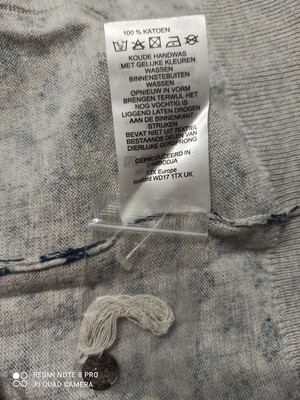 100 % KATOEN
KOUDE HANDWAS
MET GELIJKE KLEUREN
WASSEN
BINNENSTEBUITEN
WASSEN
OPNIEUW IN VORM
BRENGEN TERWIJL HET
NOG VOCHTIG IS
LIGGEND LATEN DROGEN
AAN DE BINNENKANT
STRIJKEN
BEVAT NIET UIT TEXTIEL
BESTAANDE DELEN VAN
DIERLIJKE OORSPRONG
GEPRODUCEERD IN
CAMBODJA
TJX Europe
Watford WD17 1TX UK
REDMI NOTE 8 PRO
AI QUAD CAMERA